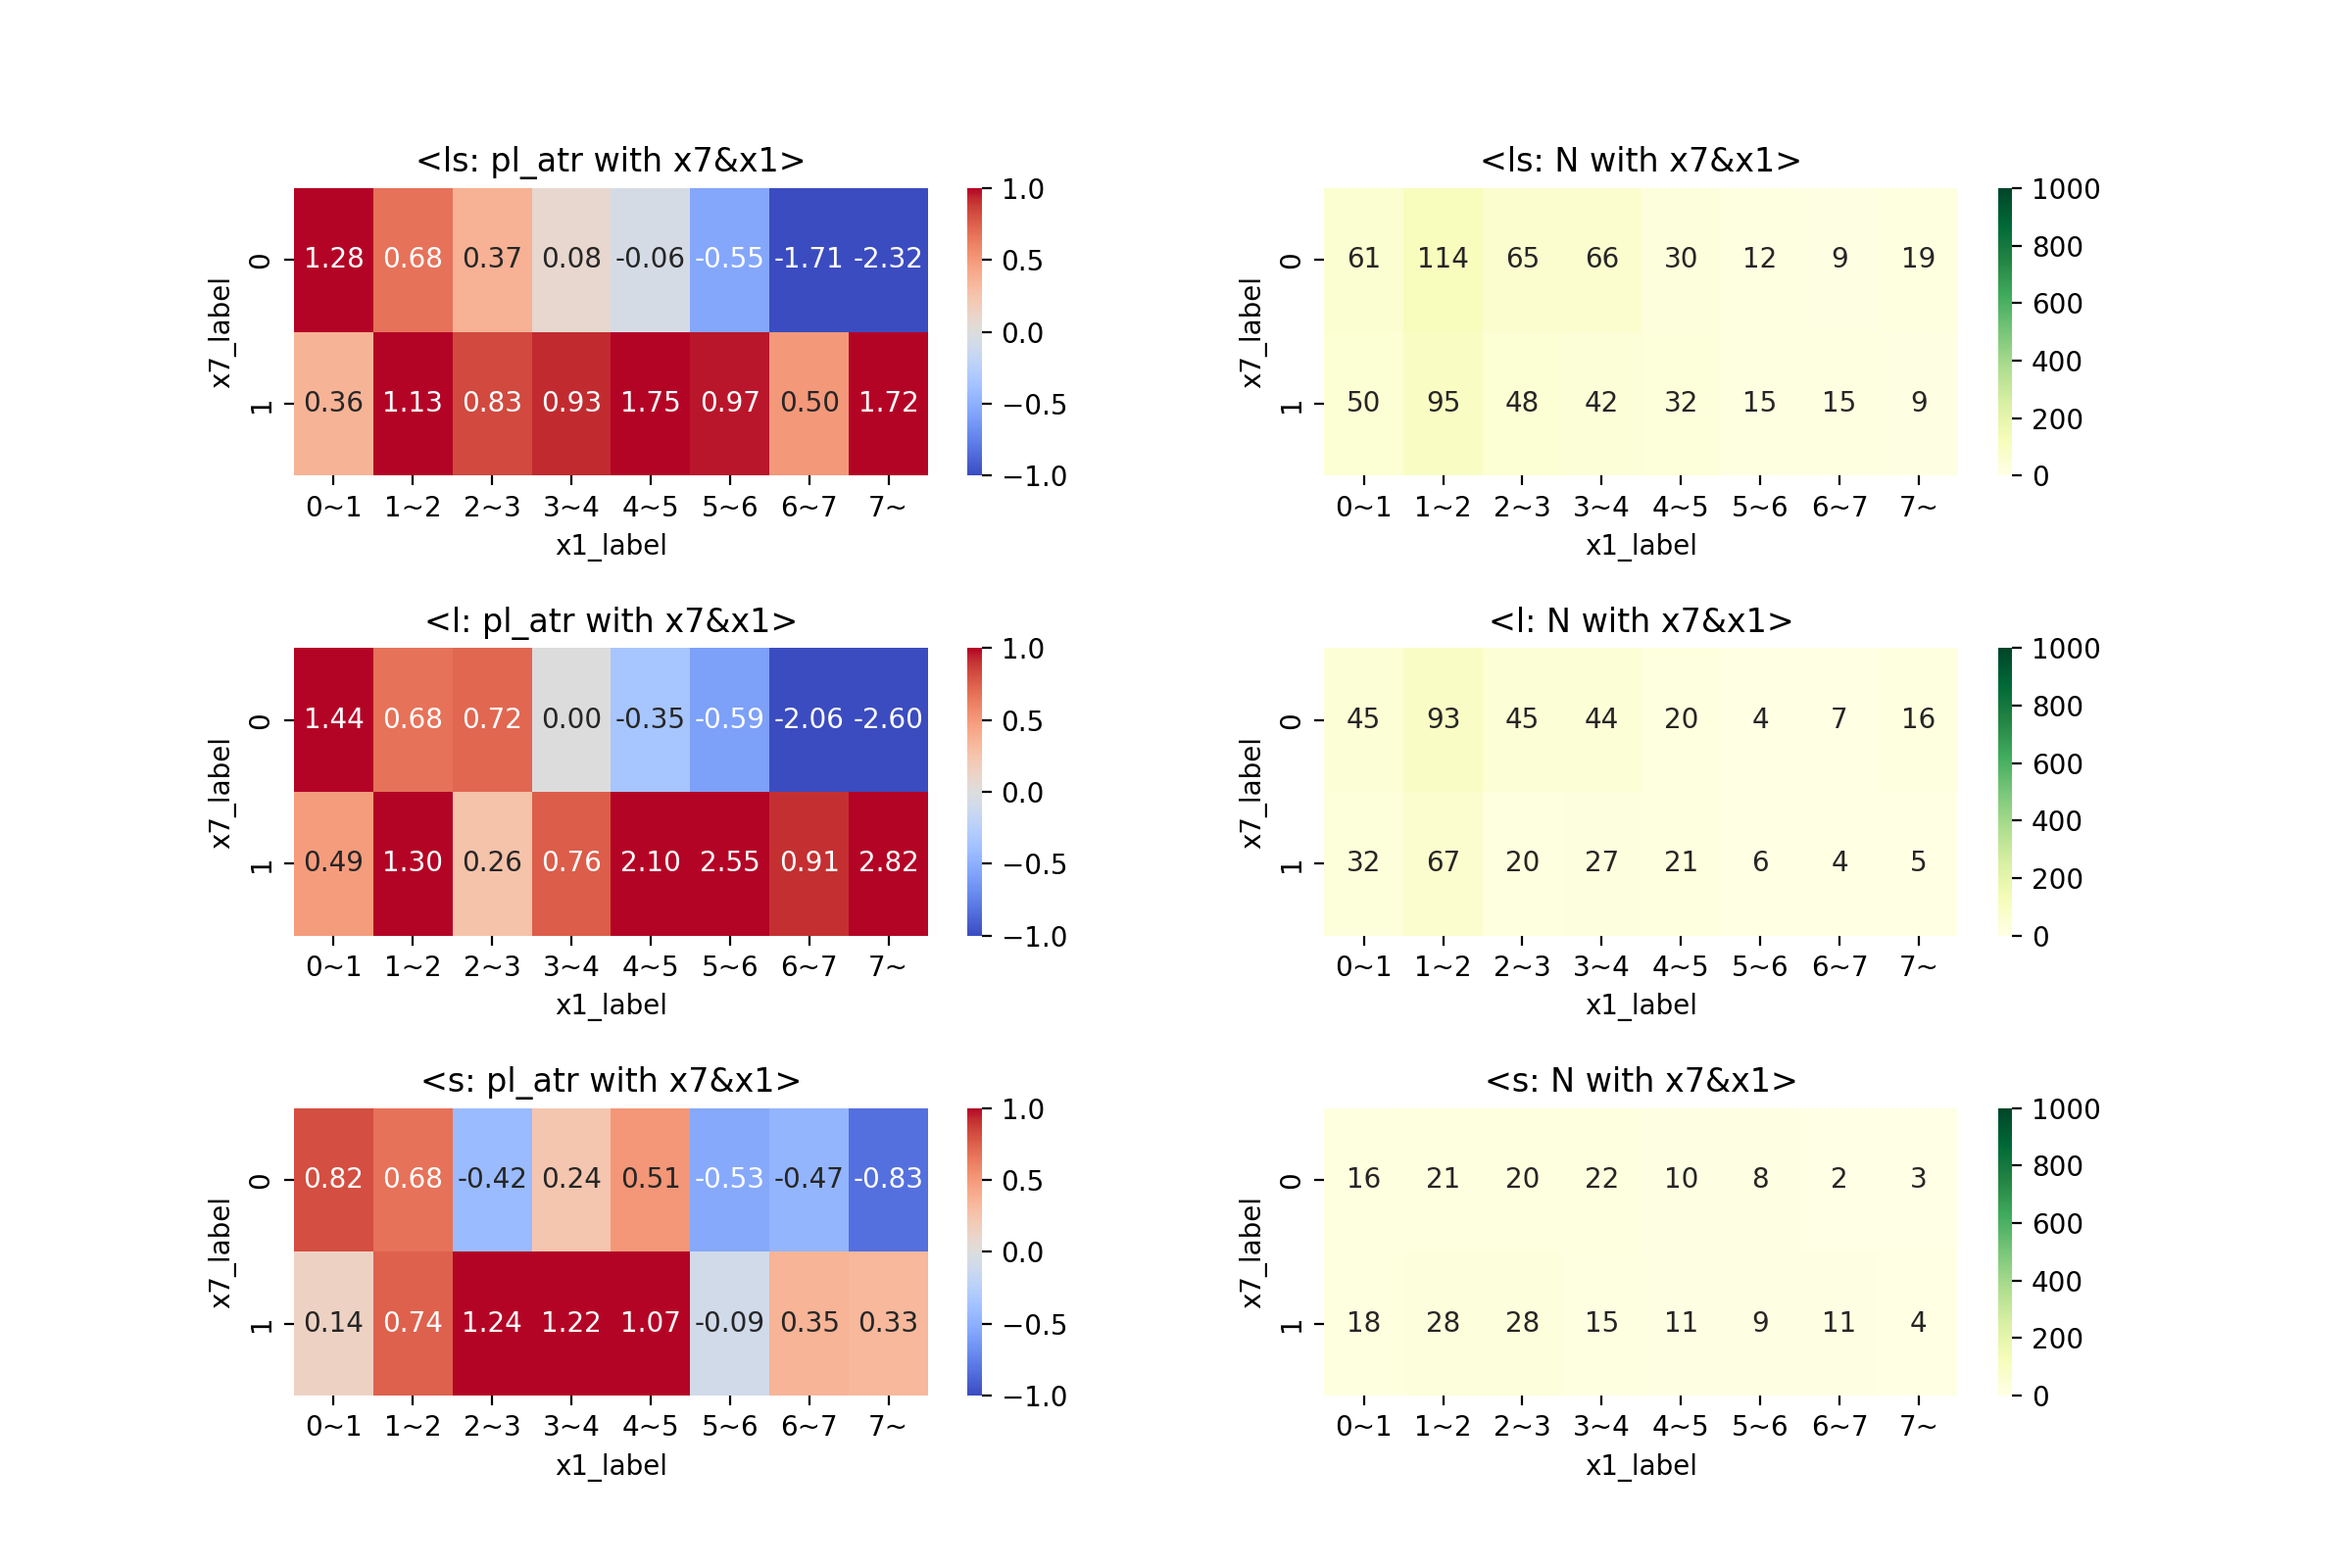 <ls: pl_atr with x7&x1>
x7_label
0 1.28 0.68 0.37 0.08 -0.06 -0.55 -1.71 -2.32
1 0.36 1.13 0.83 0.93 1.75 0.97 0.50 1.72
0~1 1~2 2~3 3~4 4~5 5~6 6~7 7~
x1_label
1.0
0.5
0.0
−0.5
−1.0
<ls: N with x7&x1>
x7_label
0 61 114 65 66 30 12 9 19
1 50 95 48 42 32 15 15 9
0~1 1~2 2~3 3~4 4~5 5~6 6~7 7~
x1_label
1000
800
600
400
200
0
<l: pl_atr with x7&x1>
x7_label
0 1.44 0.68 0.72 0.00 -0.35 -0.59 -2.06 -2.60
1 0.49 1.30 0.26 0.76 2.10 2.55 0.91 2.82
0~1 1~2 2~3 3~4 4~5 5~6 6~7 7~
x1_label
1.0
0.5
0.0
−0.5
−1.0
<l: N with x7&x1>
x7_label
0 45 93 45 44 20 4 7 16
1 32 67 20 27 21 6 4 5
0~1 1~2 2~3 3~4 4~5 5~6 6~7 7~
x1_label
1000
800
600
400
200
0
<s: pl_atr with x7&x1>
x7_label
0 0.82 0.68 -0.42 0.24 0.51 -0.53 -0.47 -0.83
1 0.14 0.74 1.24 1.22 1.07 -0.09 0.35 0.33
0~1 1~2 2~3 3~4 4~5 5~6 6~7 7~
x1_label
1.0
0.5
0.0
−0.5
−1.0
<s: N with x7&x1>
x7_label
0 16 21 20 22 10 8 2 3
1 18 28 28 15 11 9 11 4
0~1 1~2 2~3 3~4 4~5 5~6 6~7 7~
x1_label
1000
800
600
400
200
0